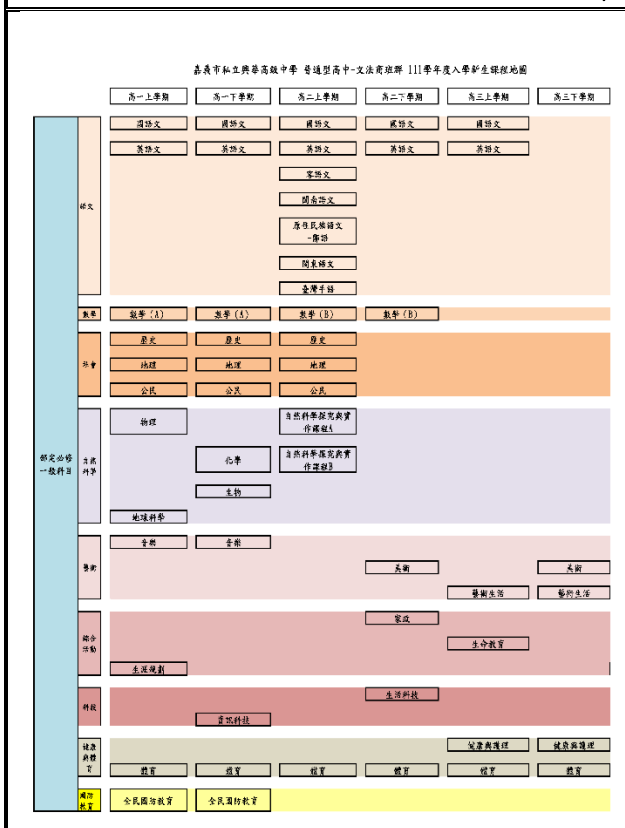 嘉義市私立興華高級中學 普通型高中-文法商班群 111學年度入學新生課程地圖
高一上學期 高一下學期 高二上學期 高二下學期 高三上學期 高三下學期
部定必修
一般科目
語文
國語文 國語文 國語文 國語文 國語文
英語文 英語文 英語文 英語文 英語文
客語文
閩南語文
原住民族語文
-鄒語
閩東語文
臺灣手語
數學
數學(A) 數學(A) 數學(B) 數學(B)
社會
歷史 歷史 歷史
地理 地理 地理
公民 公民 公民
自然
科學
物理 自然科學探究與實
作課程A
化學 自然科學探究與實
作課程B
生物
地球科學
藝術
音樂 音樂
美術 美術
藝術生活 藝術生活
綜合
活動
家政
生命教育
生涯規劃
科技
生活科技
資訊科技
健康
與體
育
健康與護理 健康與護理
體育 體育 體育 體育 體育 體育
國防
教育
全民國防教育 全民國防教育